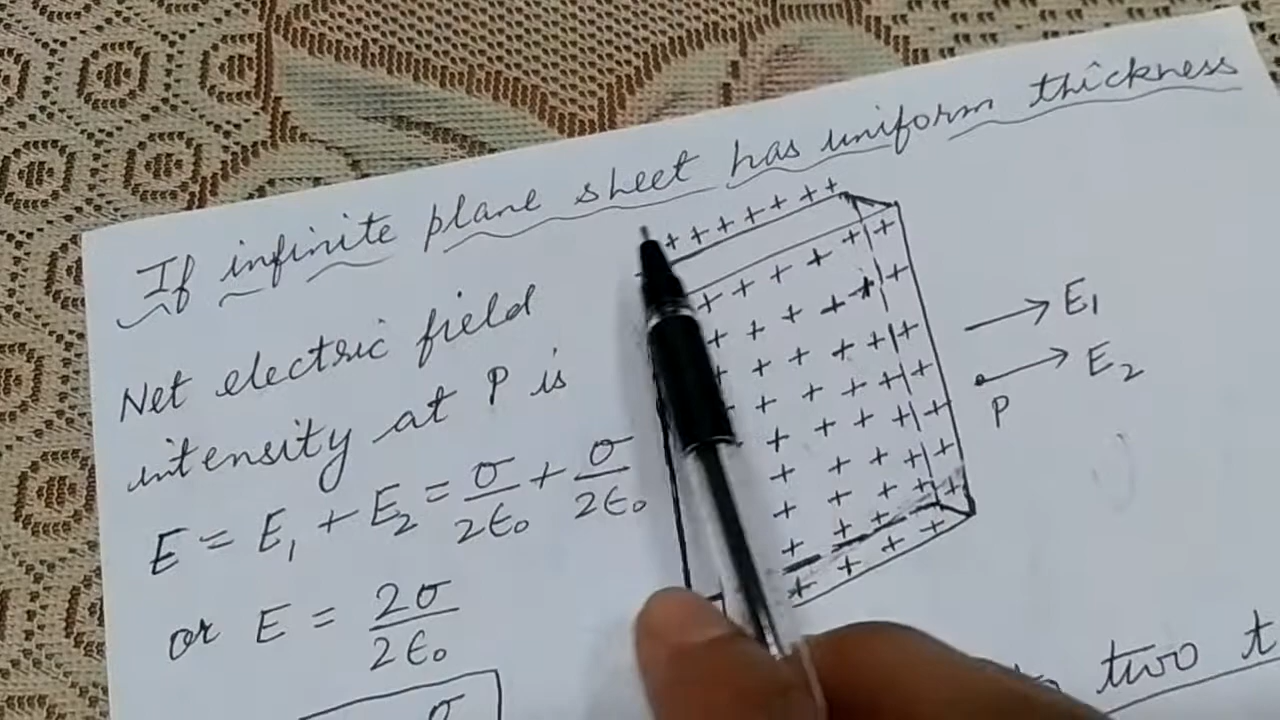 If infinite plane sheet has uniform thickness
Net electric field
intensity at P is
E = E₁ + E₂ = σ/2ϵ₀ + σ/2ϵ₀
or E = 2σ/2ϵ₀
σ
+ + + + + + +
E₁
E₂
P
two t